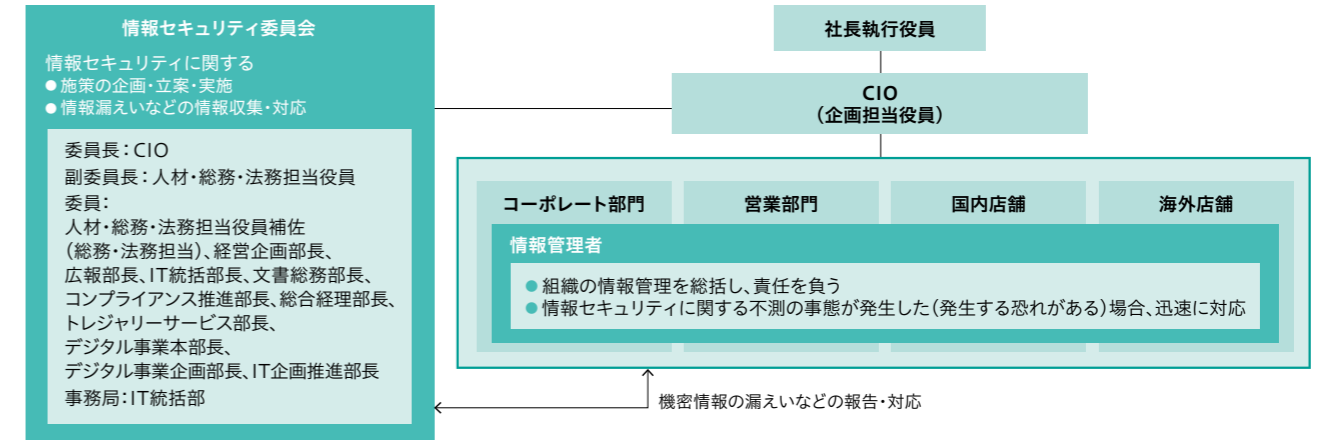 情報セキュリティ委員会
情報セキュリティに関する
●施策の企画・立案・実施
●情報漏えいなどの情報収集・対応
委員長：CIO
副委員長：人材・総務・法務担当役員
委員：
人材・総務・法務担当役員補佐
（総務・法務担当）、経営企画部長、
広報部長、IT統括部長、文書総務部長、
コンプライアンス推進部長、総合経理部長、
トレジャリーサービス部長、
デジタル事業本部長、
デジタル事業企画部長、IT企画推進部長
事務局：IT統括部
社長執行役員
CIO
（企画担当役員）
コーポレート部門
営業部門
国内店舗
海外店舗
情報管理者
●組織の情報管理を総括し、責任を負う
●情報セキュリティに関する不測の事態が発生した（発生する恐れがある）場合、迅速に対応
機密情報の漏えいなどの報告・対応